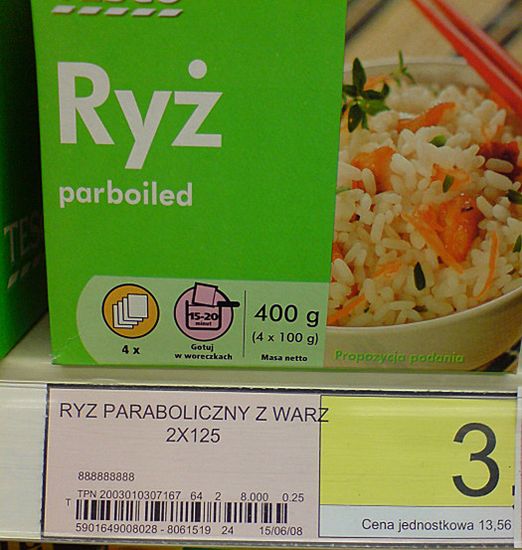 Ryż
parboiled
4 x
15-20
minut
Gotuj
w woreczkach
400 g
(4 x 100 g)
Masa netto
Propozycja podania
RYZ PARABOLICZNY Z WARZ
2X125
888888888
TPN 2003010307167 64 2 8.000 0.25
T
5901649008028 - 8061519 24 15/06/08
3.
Cena jednostkowa 13,56